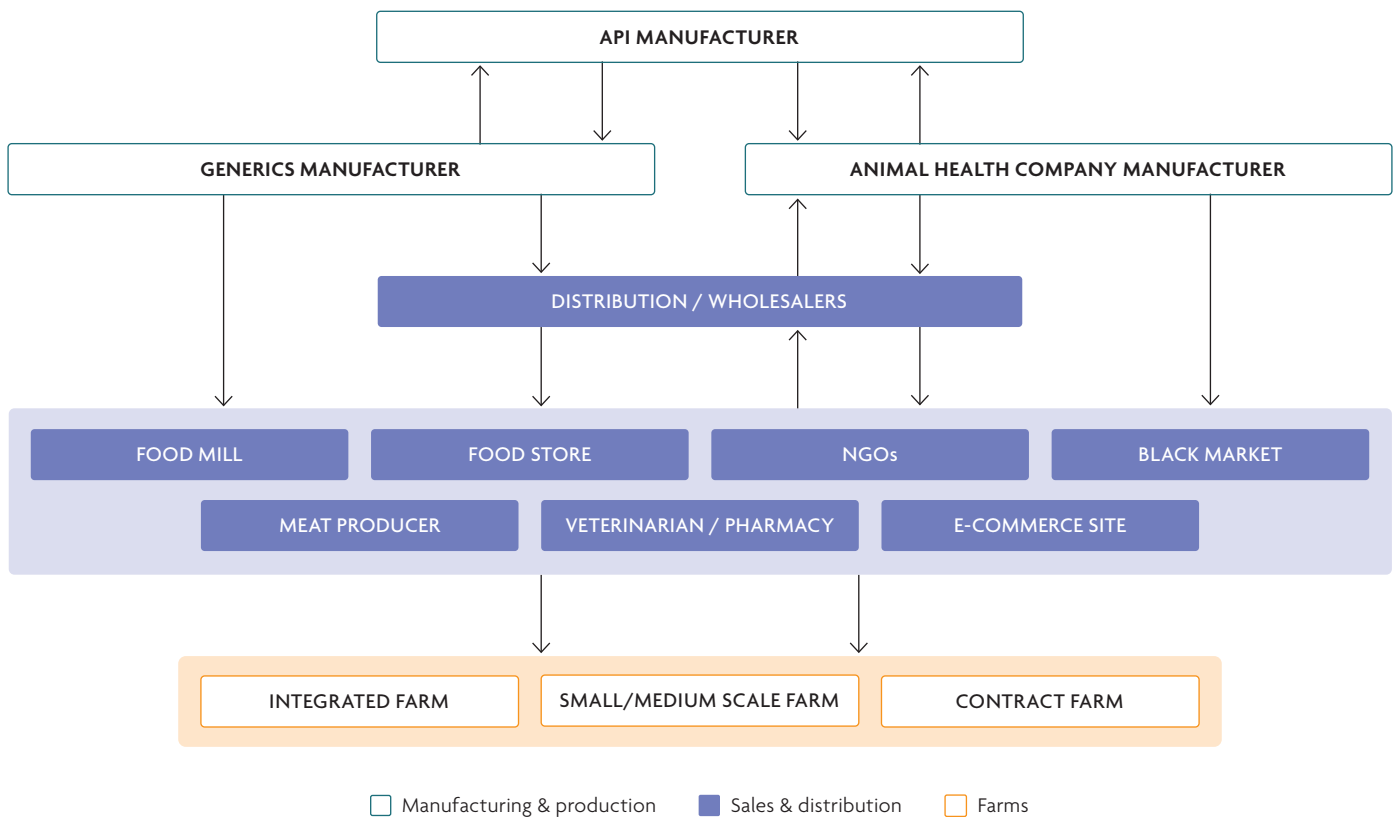 API MANUFACTURER
GENERICS MANUFACTURER
ANIMAL HEALTH COMPANY MANUFACTURER
DISTRIBUTION / WHOLESALERS
FOOD MILL
FOOD STORE
NGOs
BLACK MARKET
MEAT PRODUCER
VETERINARIAN / PHARMACY
E-COMMERCE SITE
INTEGRATED FARM
SMALL/MEDIUM SCALE FARM
CONTRACT FARM
Manufacturing & production
Sales & distribution
Farms